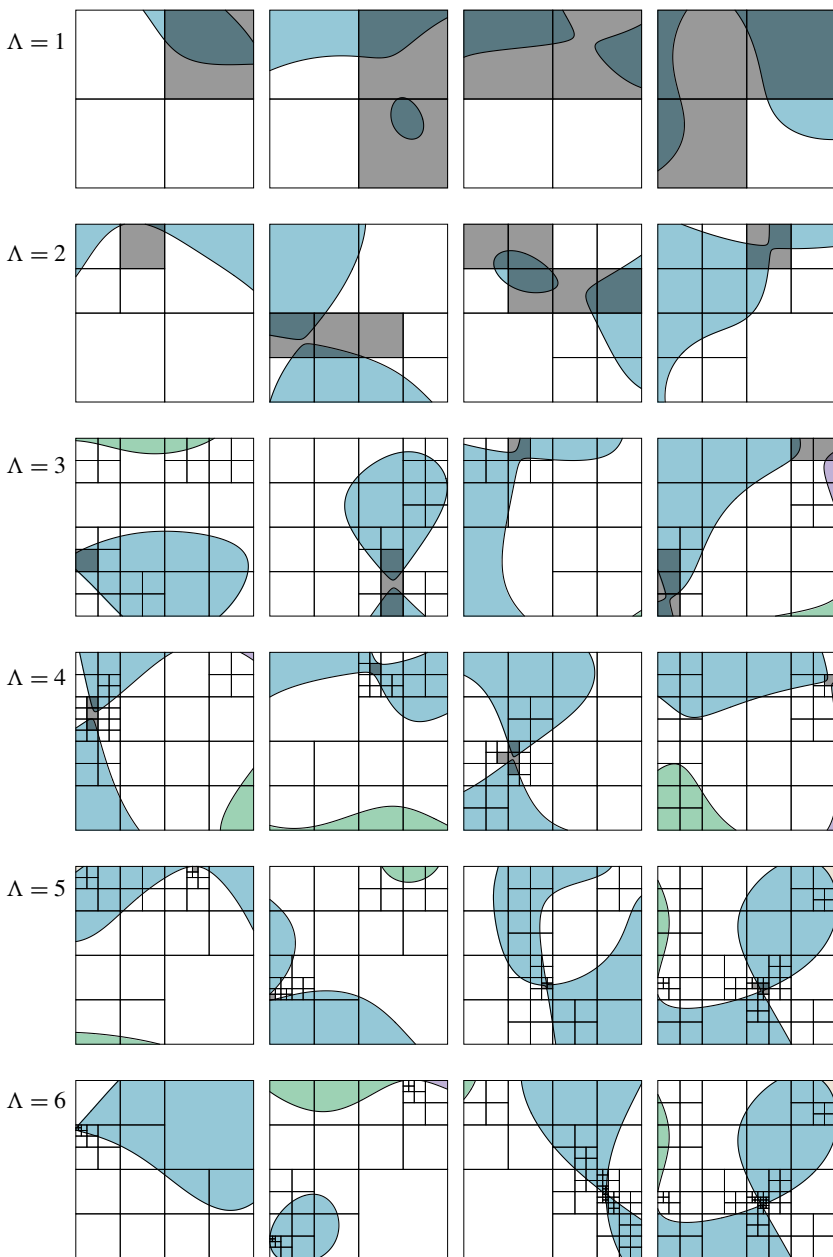 Λ = 1
Λ = 2
Λ = 3
Λ = 4
Λ = 5
Λ = 6